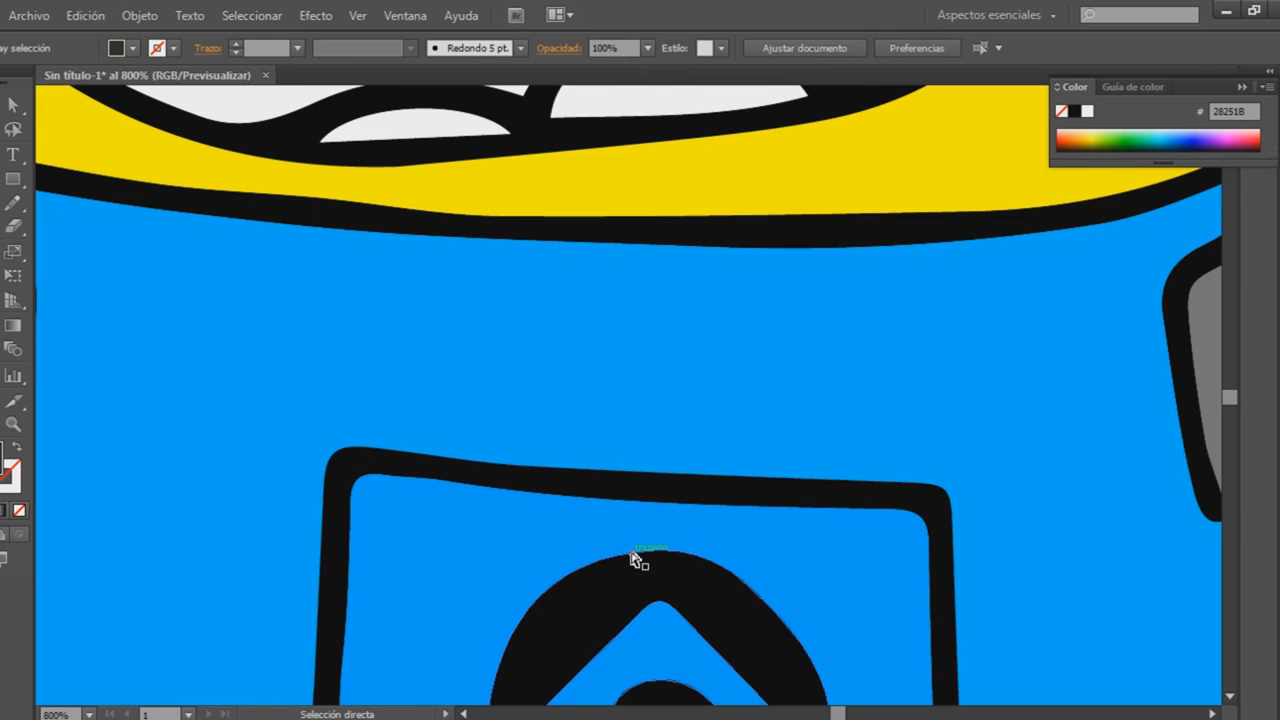 Archivo Edición Objeto Texto Seleccionar Efecto Ver Ventana Ayuda Br Aspectos esenciales
ay selección Trazo: Redondo 5 pt. Opacidad: 100% Estilo: Ajustar documento Preferencias
Sin título-1* al 800% (RGB/Previsualizar) ×
Color Guía de color
# 28251B
trazado
800% 1 Selección directa